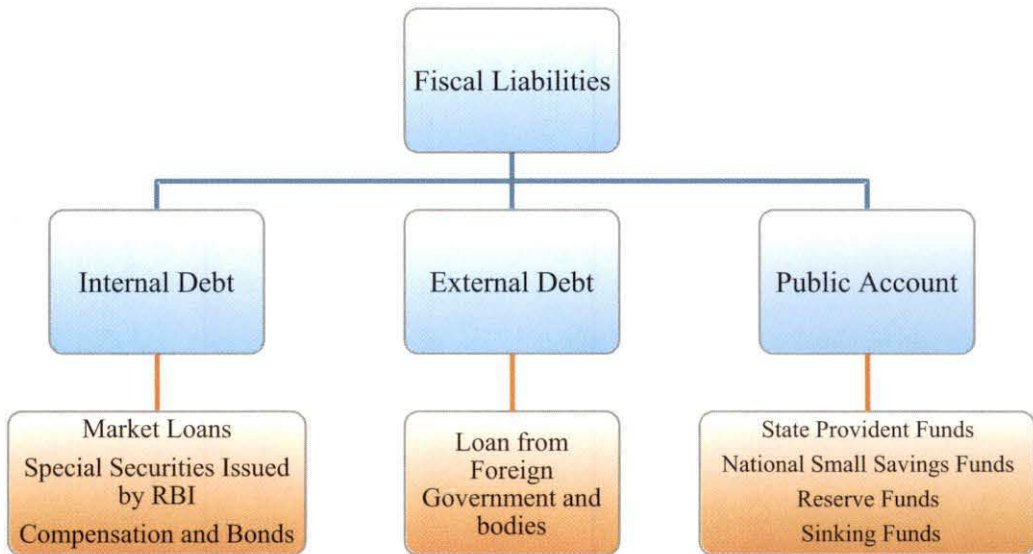 Fiscal Liabilities
Internal Debt
External Debt
Public Account
Market Loans
Special Securities Issued
by RBI
Compensation and Bonds
Loan from
Foreign
Government and
bodies
State Provident Funds
National Small Savings Funds
Reserve Funds
Sinking Funds